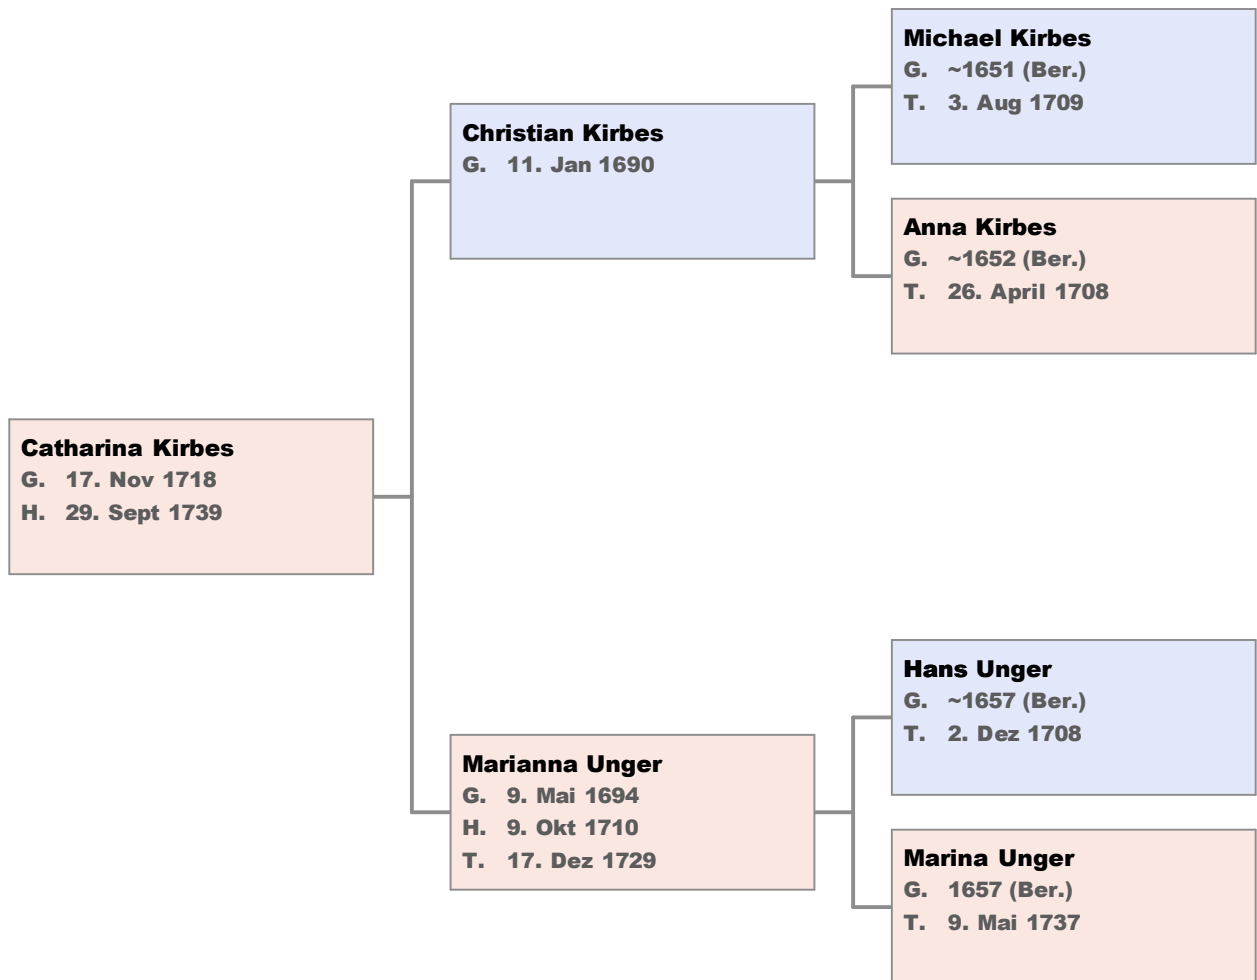 Michael Kirbes
G. ~1651 (Ber.)
T. 3. Aug 1709
Christian Kirbes
G. 11. Jan 1690
Anna Kirbes
G. ~1652 (Ber.)
T. 26. April 1708
Catharina Kirbes
G. 17. Nov 1718
H. 29. Sept 1739
Hans Unger
G. ~1657 (Ber.)
T. 2. Dez 1708
Marianna Unger
G. 9. Mai 1694
H. 9. Okt 1710
T. 17. Dez 1729
Marina Unger
G. 1657 (Ber.)
T. 9. Mai 1737